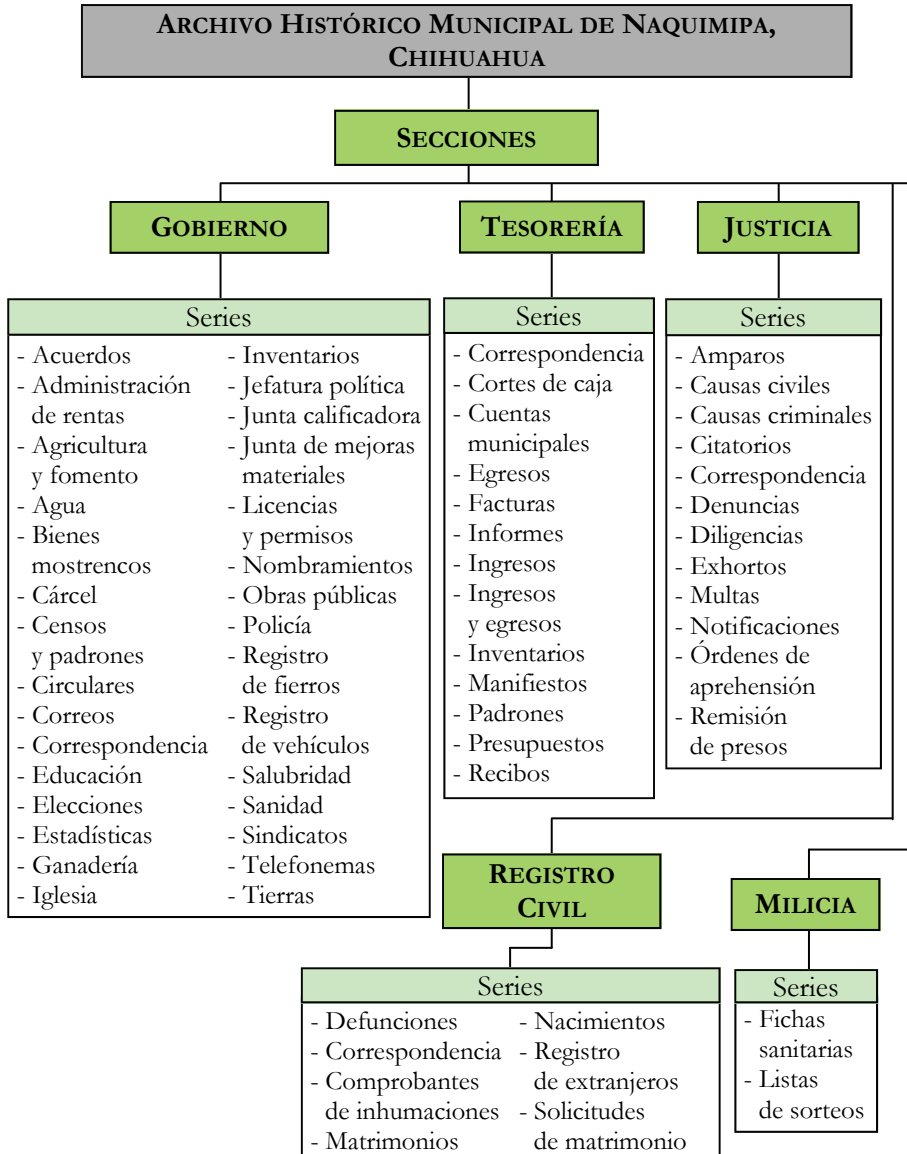 ARCHIVO HISTÓRICO MUNICIPAL DE NAQUIMIPA,
CHIHUAHUA
SECCIONES
GOBIERNO
Series
- Acuerdos
- Administración
de rentas
- Agricultura
y fomento
- Agua
- Bienes
mostrencos
- Cárcel
- Censos
y padrones
- Circulares
- Correos
- Correspondencia
- Educación
- Elecciones
- Estadísticas
- Ganadería
- Iglesia
- Inventarios
- Jefatura política
- Junta calificadora
- Junta de mejoras
materiales
- Licencias
y permisos
- Nombramientos
- Obras públicas
- Policía
- Registro
de fierros
- Registro
de vehículos
- Salubridad
- Sanidad
- Sindicatos
- Telefonemas
- Tierras
TESORERÍA
Series
- Correspondencia
- Cortes de caja
- Cuentas
municipales
- Egresos
- Facturas
- Informes
- Ingresos
- Ingresos
y egresos
- Inventarios
- Manifiestos
- Padrones
- Presupuestos
- Recibos
JUSTICIA
Series
- Amparos
- Causas civiles
- Causas criminales
- Citatorios
- Correspondencia
- Denuncias
- Diligencias
- Exhortos
- Multas
- Notificaciones
- Órdenes de
aprehensión
- Remisión
de presos
REGISTRO
CIVIL
Series
- Defunciones
- Correspondencia
- Comprobantes
de inhumaciones
- Matrimonios
- Nacimientos
- Registro
de extranjeros
- Solicitudes
de matrimonio
MILICIA
Series
- Fichas
sanitarias
- Listas
de sorteos